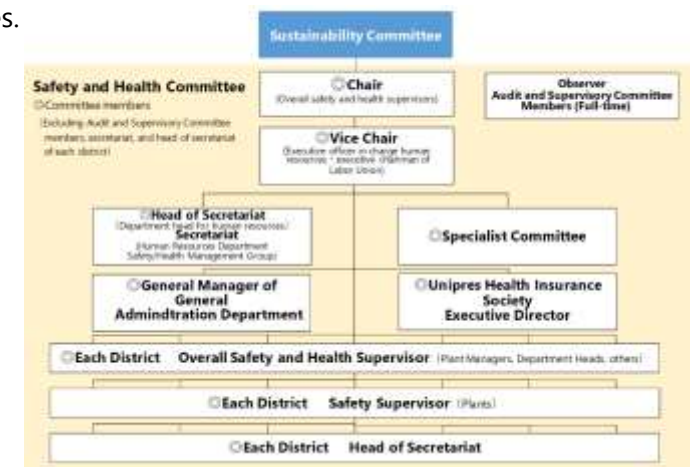 s.
Sustainability Committee
Safety and Health Committee
◎Committee members
(Excluding Audit and Supervisory Committee
members, secretariat, and head of secretariat
of each district)
◎Chair
(Overall safety and health supervisors)
Observer
Audit and Supervisory Committee
Members (Full-time)
◎Vice Chair
(Executive officer in charge human
resources・executive (Chairman of
Labor Union)
◎Head of Secretariat
(Department head for human resources)
Secretariat
(Human Resources Department
Safety/Health Management Group)
◎Specialist Committee
◎General Manager of
General
Admindtration Department
◎Unipres Health Insurance
Society
Executive Director
◎Each District Overall Safety and Health Supervisor (Plant Managers, Department Heads, others)
◎Each District Safety Supervisor (Plants)
◎Each District Head of Secretariat